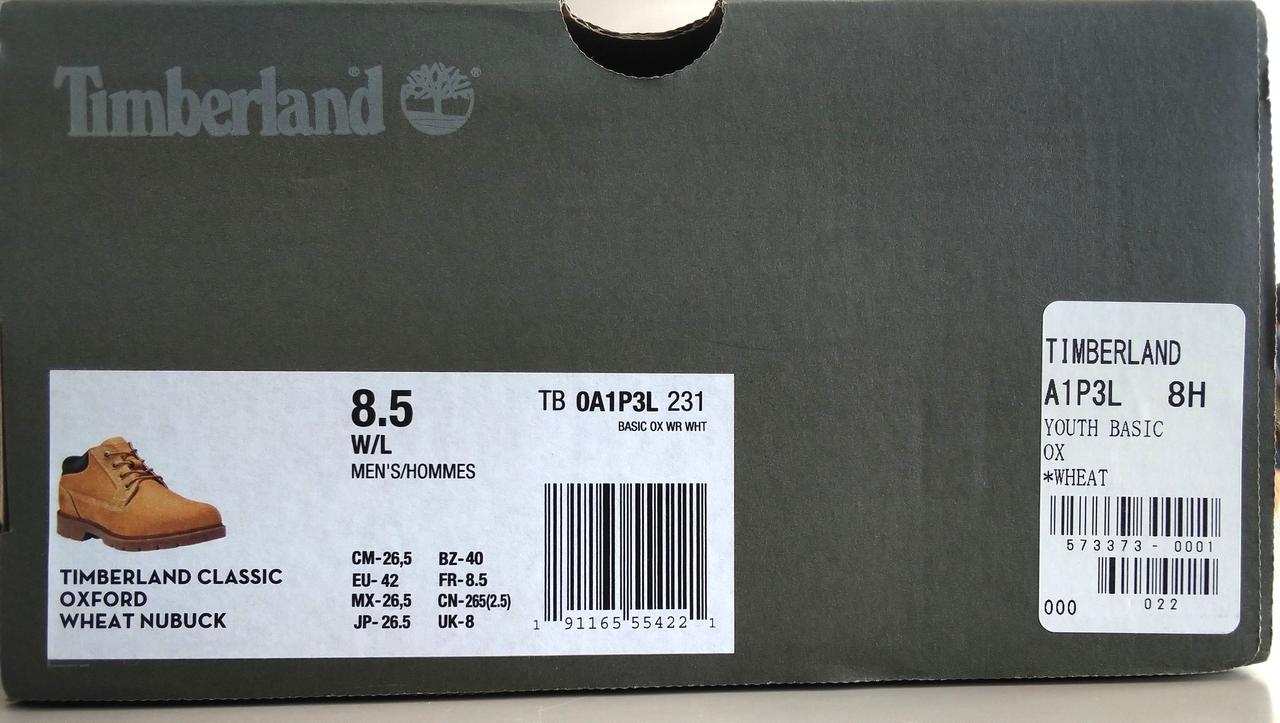 Timberland® ®
8.5
W/L
MEN'S/HOMMES
TB 0A1P3L 231
BASIC OX WR WHT
CM-26,5 BZ-40
EU-42 FR-8.5
MX-26,5 CN-265(2.5)
JP-26.5 UK-8
TIMBERLAND CLASSIC
OXFORD
WHEAT NUBUCK
1 91165 55422 1
TIMBERLAND
A1P3L 8H
YOUTH BASIC
OX
*WHEAT
573373-0001
000 022